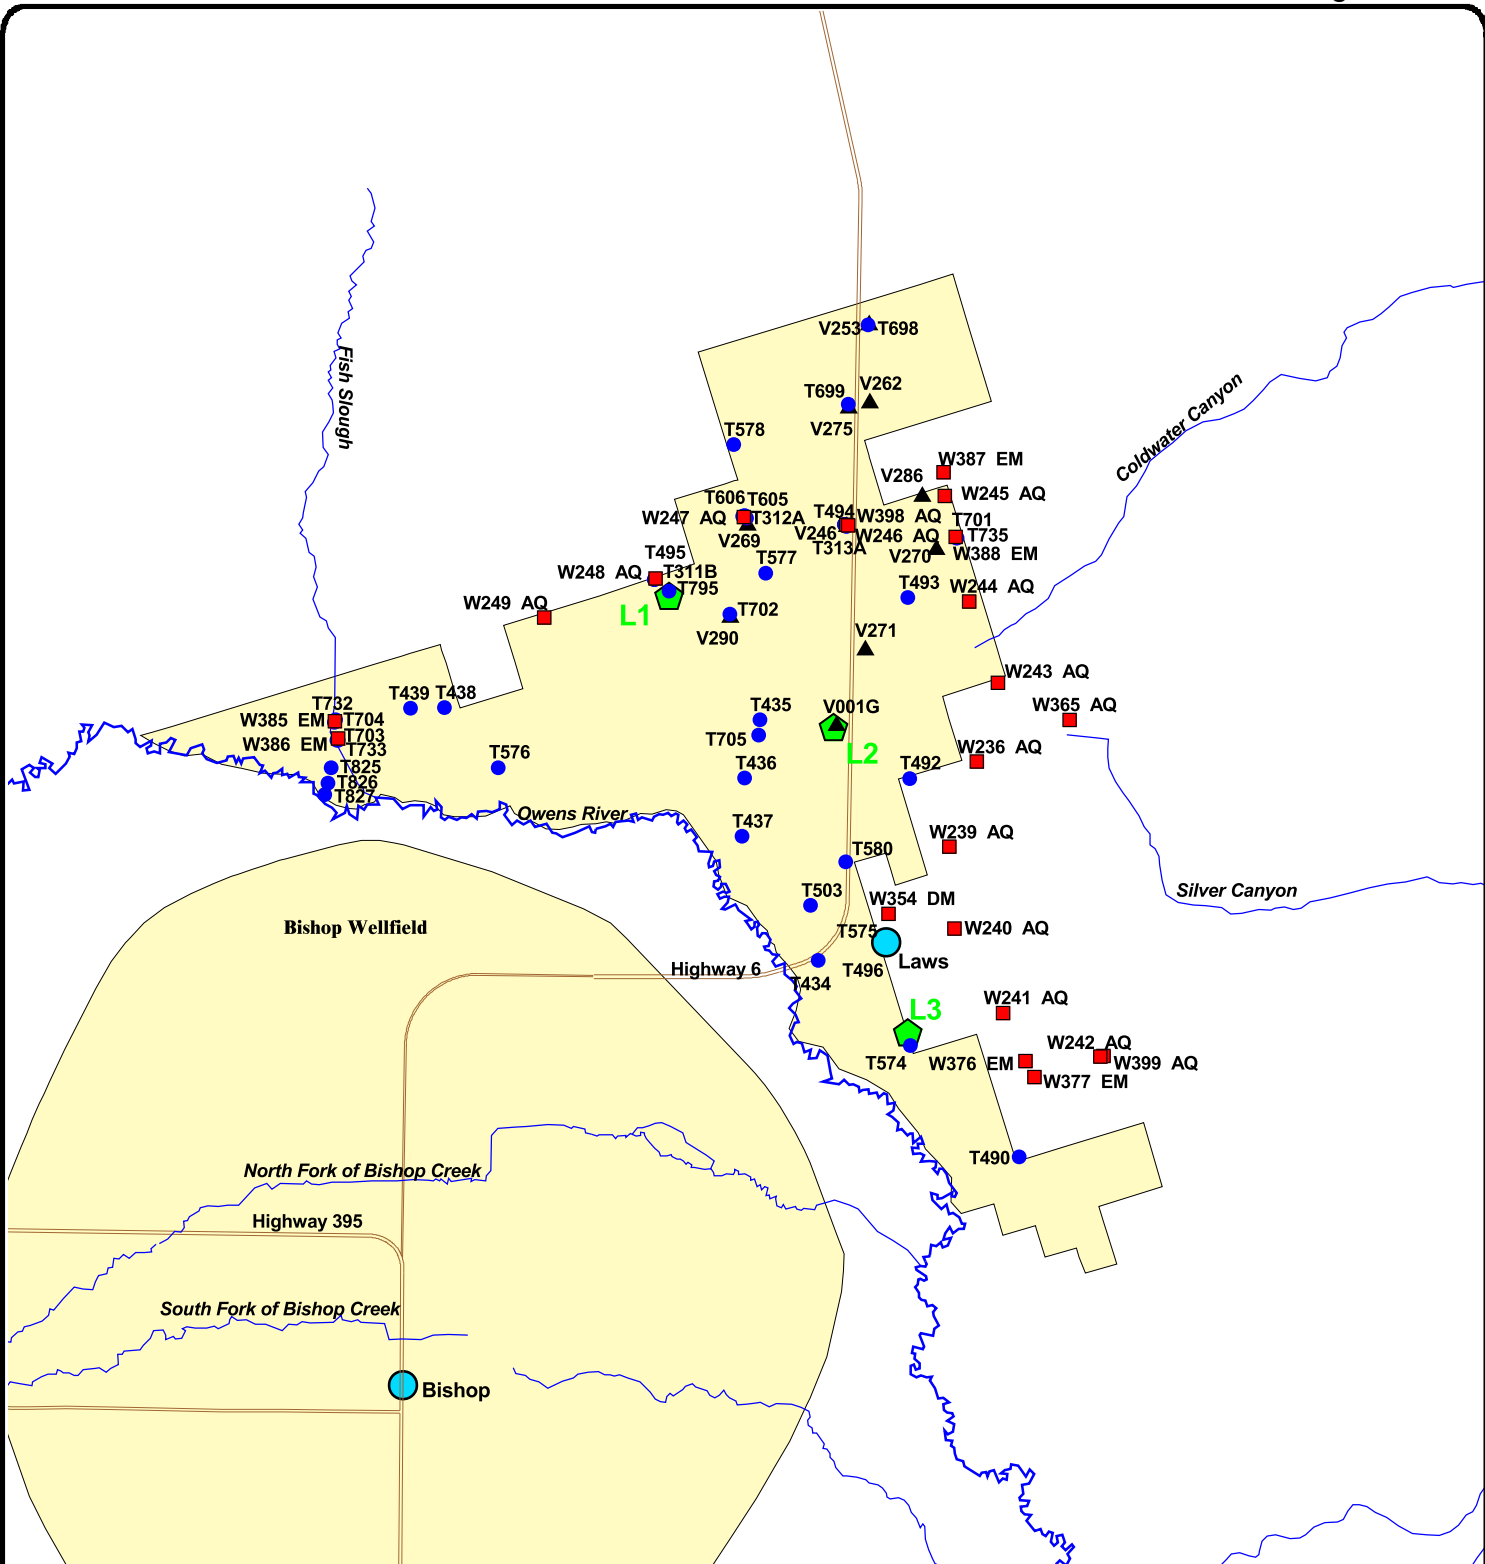 V253 T698
T699 V262
V275
T578
W387 EM
V286
W245 AQ
T606 T605
W247 AQ T312A
V269
T494 W398 AQ
V246 W246 AQ
T313A
T701
T735
V270 W388 EM
T495
W248 AQ T311B
T795
T577
T493 W244 AQ
W249 AQ
L1
T702
V290
V271
Fish Slough
Coldwater Canyon
W243 AQ
W365 AQ
T439 T438
T732
W385 EM T704
W386 EM T703
T733
T825
T826
T827
T576
T435
T705
T436
V001G
L2
T492
W236 AQ
Owens River
T437
T580
W239 AQ
T503
W354 DM
Silver Canyon
Bishop Wellfield
T575
W240 AQ
Laws
Highway 6
T496
T434
L3
W241 AQ
T574
W376 EM
W242 AQ
W399 AQ
W377 EM
T490
North Fork of Bishop Creek
Highway 395
South Fork of Bishop Creek
Bishop